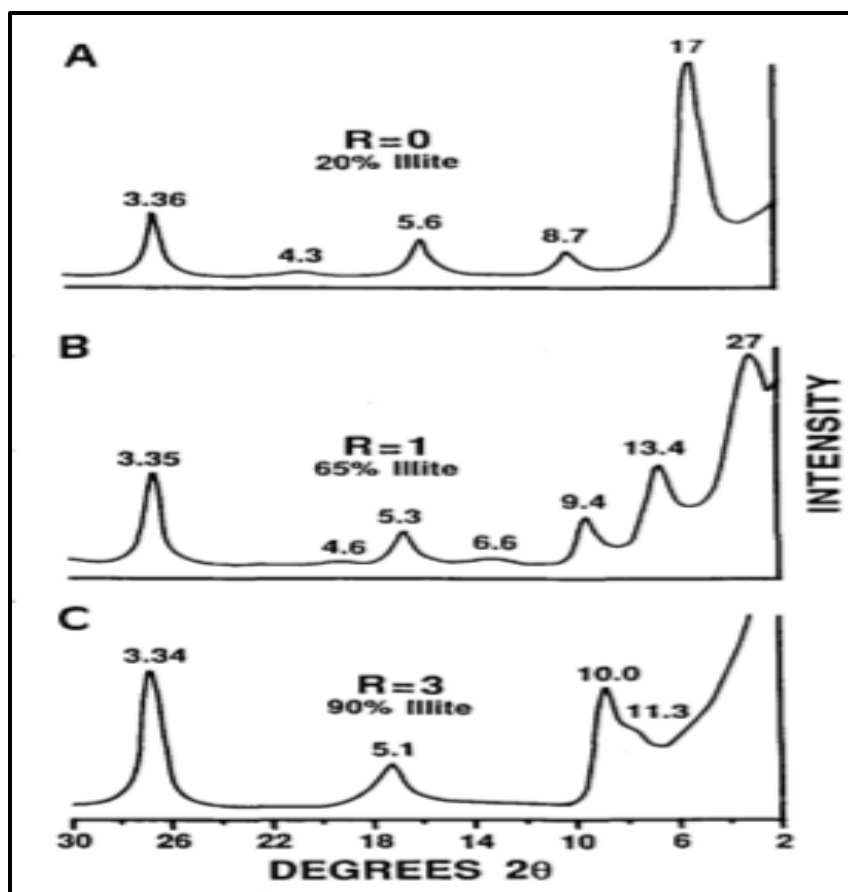 A
17
R=0
20% Illite
3.36
5.6
8.7
4.3
B
27
R=1
65% Illite
3.35
13.4
9.4
5.3
4.6
6.6
INTENSITY
C
3.34
R=3
90% Illite
10.0
11.3
5.1
30 26 22 18 14 10 6 2
DEGREES 2θ